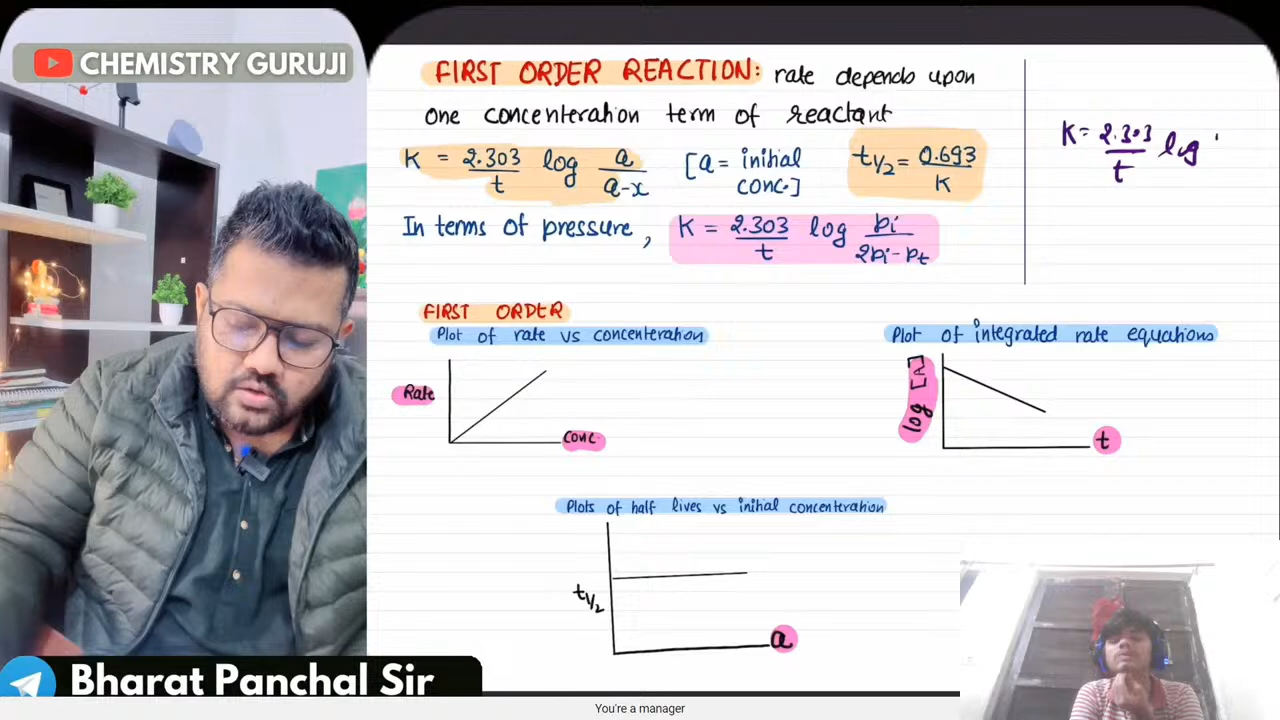 CHEMISTRY GURUJI
FIRST ORDER REACTION: rate depends upon
one concenteration term of reactant
K = 2.303/t log a/a-x [a = initial conc.] t1/2 = 0.693/K
In terms of pressure, K = 2.303/t log pi/2pi-pt
K = 2.303/t log
FIRST ORDER
Plot of rate vs concenteration
Rate
conc.
Plot of integrated rate equations
log [A]
t
Plots of half lives vs initial concenteration
t1/2
a
Bharat Panchal Sir
You're a manager